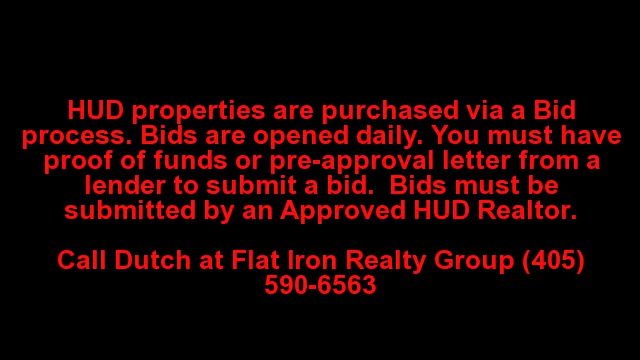 HUD properties are purchased via a Bid
process. Bids are opened daily. You must have
proof of funds or pre-approval letter from a
lender to submit a bid.  Bids must be
submitted by an Approved HUD Realtor.
Call Dutch at Flat Iron Realty Group (405)
590-6563